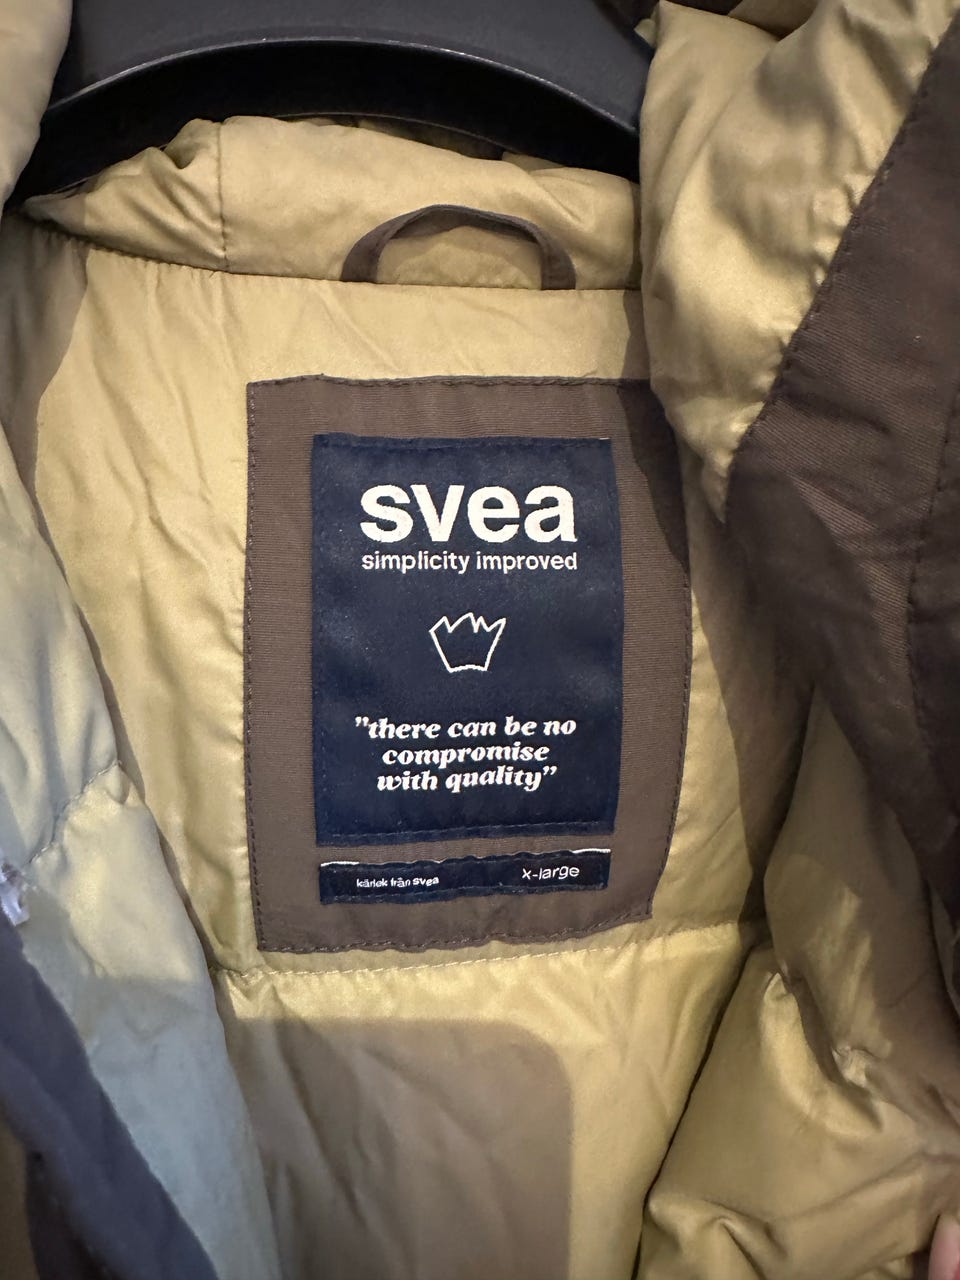 svea
simplicity improved
”there can be no
compromise
with quality”
kärlek från svea
x-large